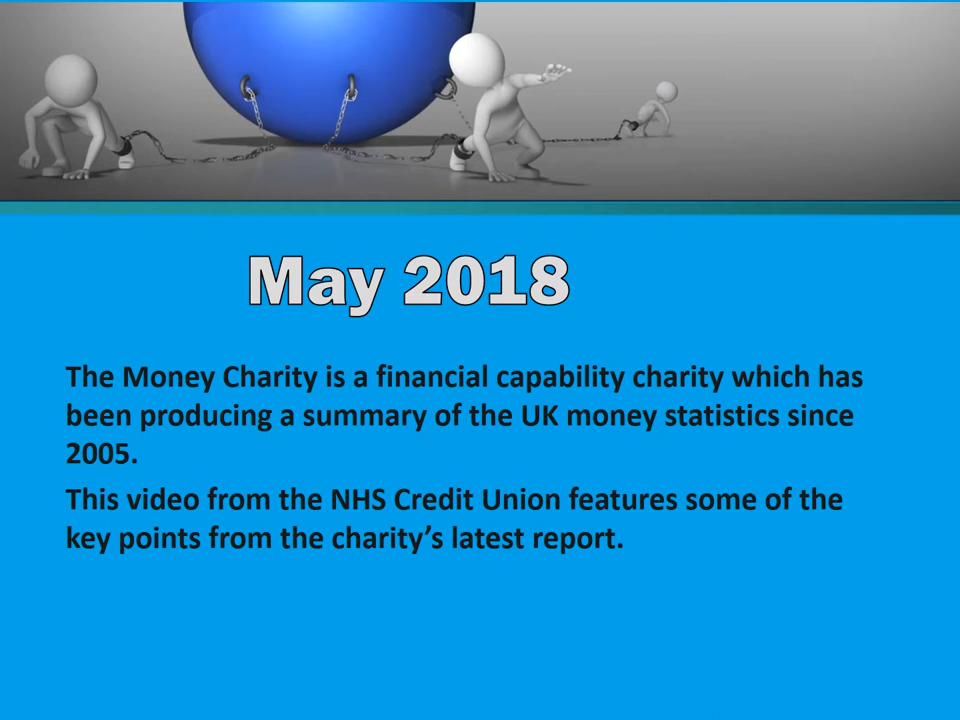 May 2018
The Money Charity is a financial capability charity which has
been producing a summary of the UK money statistics since
2005.
This video from the NHS Credit Union features some of the
key points from the charity’s latest report.